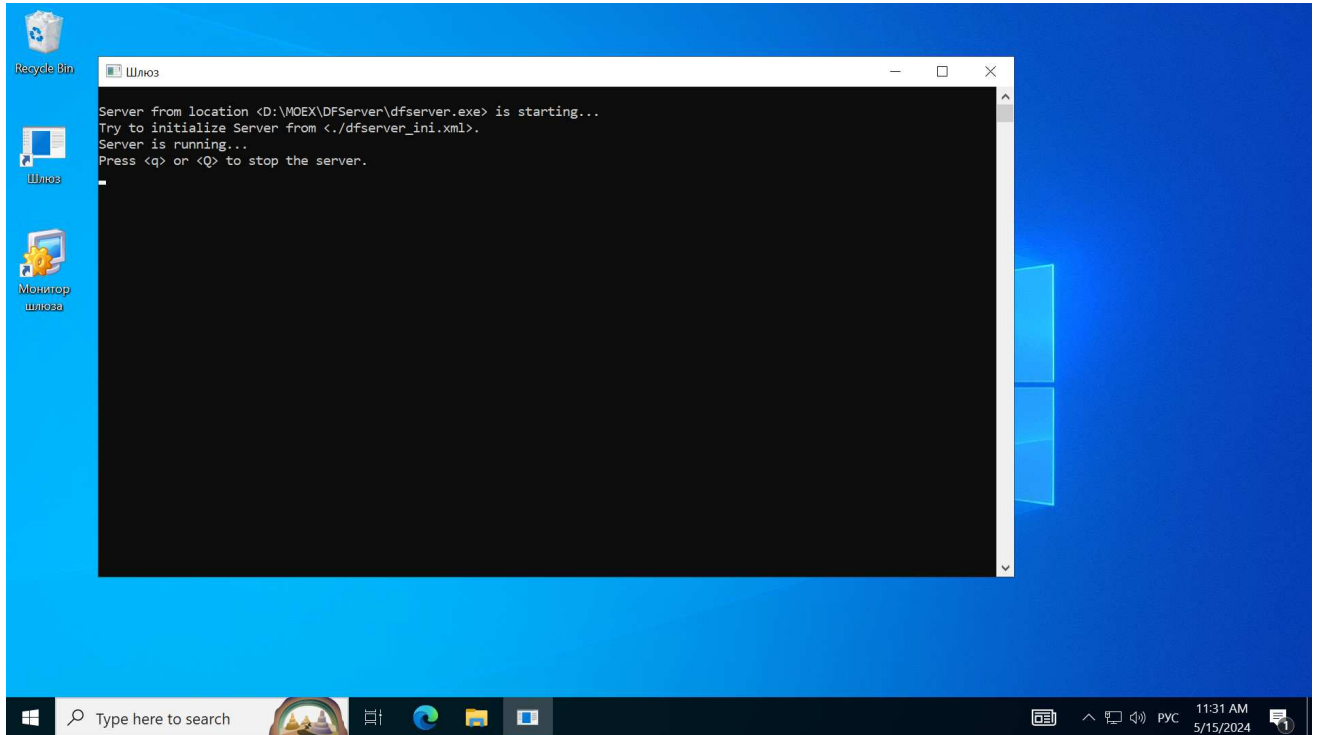 Recycle Bin
Шлюз
Монитор
шлюза
Шлюз
Server from location <D:\MOEX\DFServer\dfserver.exe> is starting...
Try to initialize Server from <./dfserver_ini.xml>.
Server is running...
Press <q> or <Q> to stop the server.
Type here to search
РУС
11:31 AM
5/15/2024
1